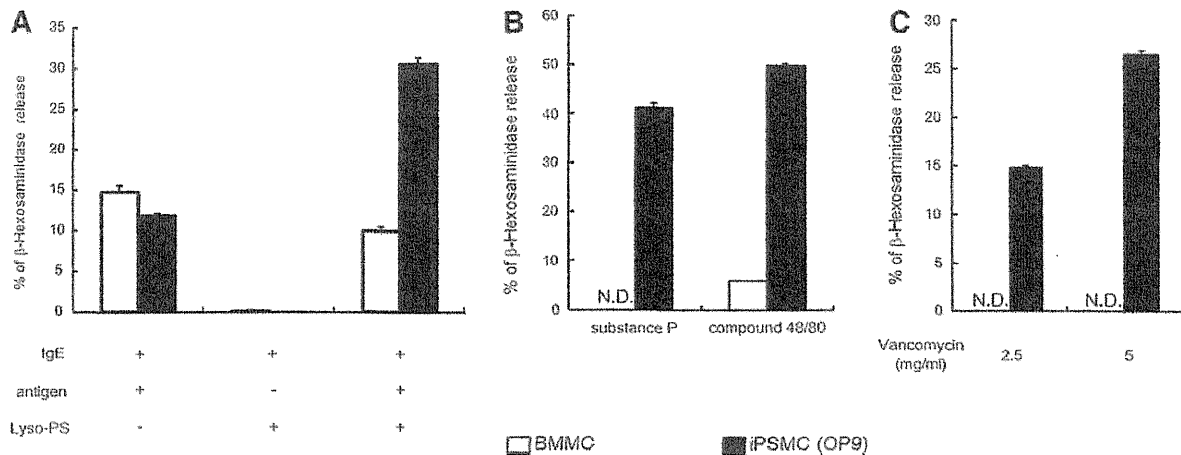 A
% of β-Hexosaminidase release
35
30
25
20
15
10
5
0
IgE + + +
antigen + - +
Lyso-PS - + +
B
% of β-Hexosaminidase release
60
50
40
30
20
10
0
N.D.
substance P compound 48/80
C
% of β-Hexosaminidase release
30
25
20
15
10
5
0
N.D. N.D.
Vancomycin
(mg/ml) 2.5 5
BMMC iPSMC (OP9)